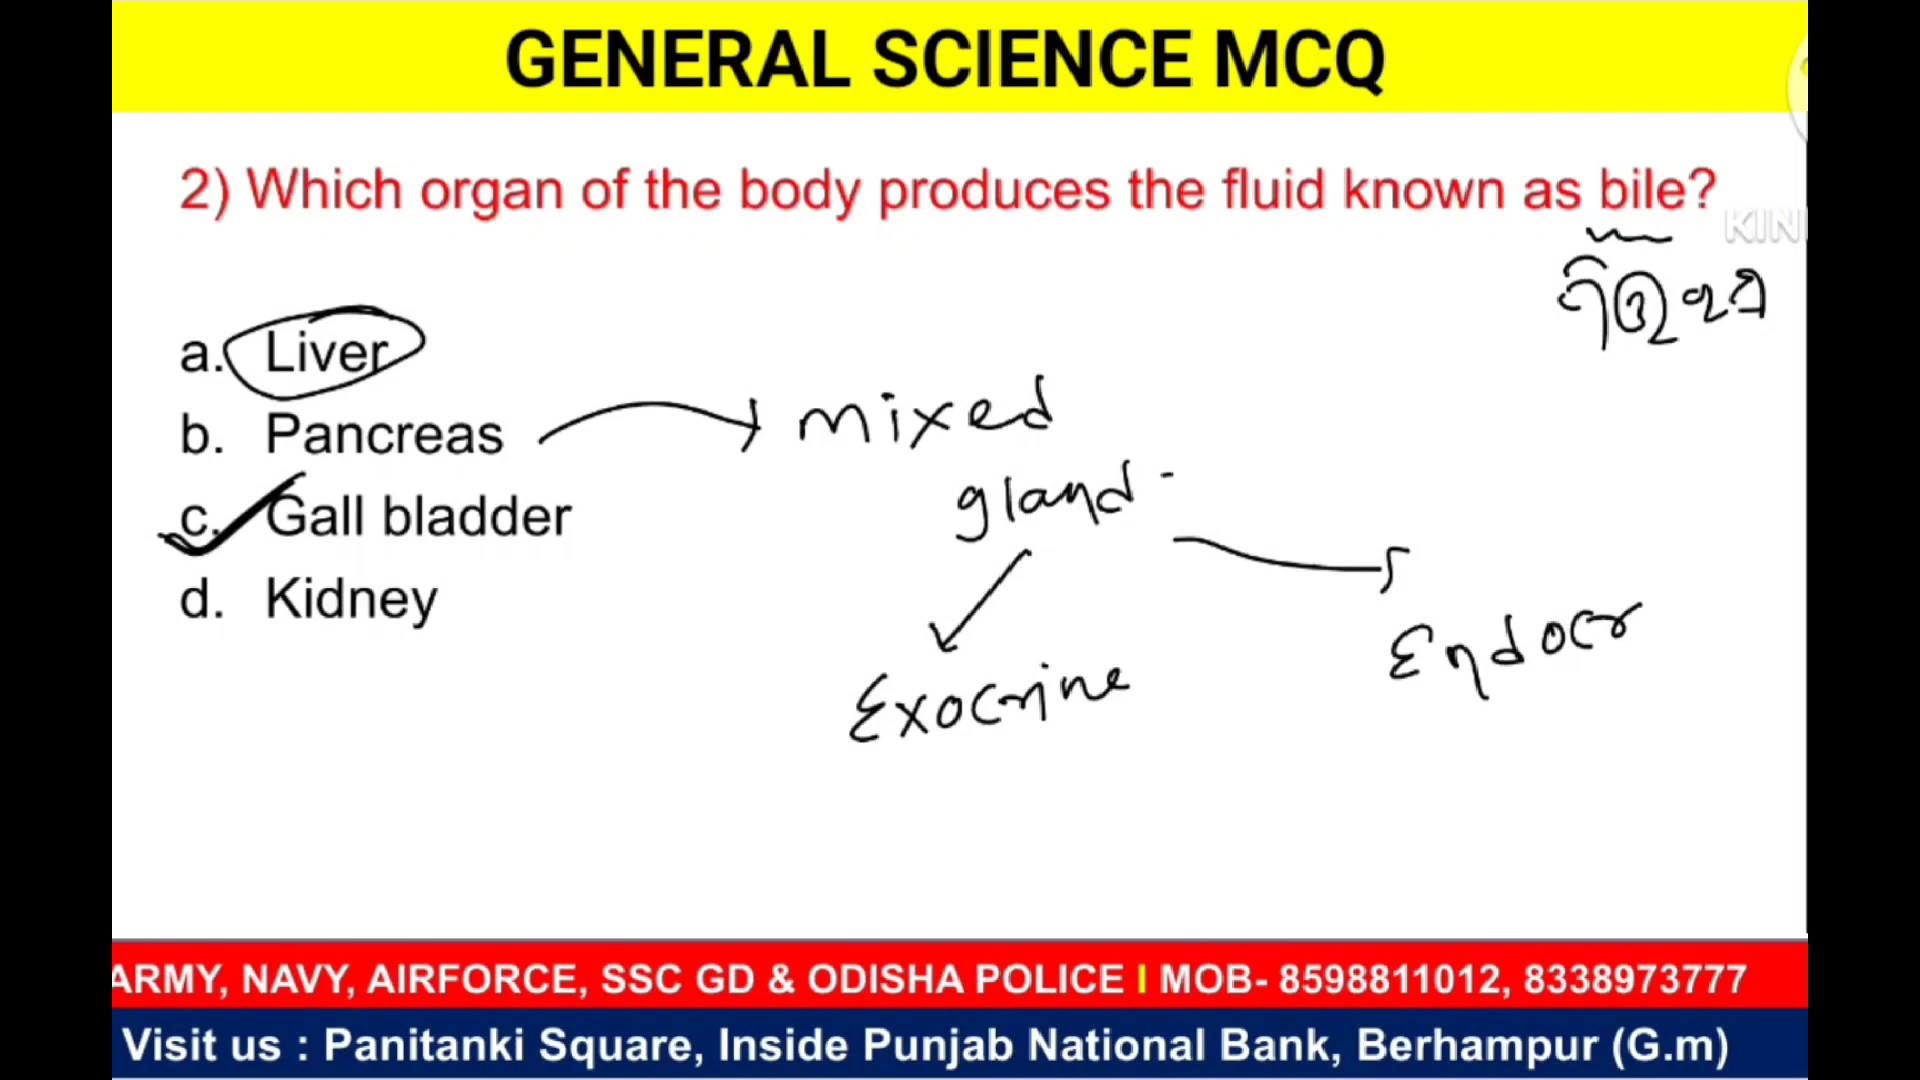 GENERAL SCIENCE MCQ
2) Which organ of the body produces the fluid known as bile?
KIN
a. Liver
b. Pancreas
mixed
gland
c. Gall bladder
d. Kidney
Endocr
Exocrine
ARMY, NAVY, AIRFORCE, SSC GD & ODISHA POLICE I MOB- 8598811012, 8338973777
Visit us : Panitanki Square, Inside Punjab National Bank, Berhampur (G.m)